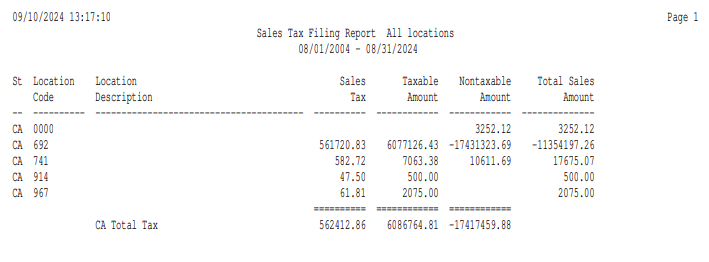 09/10/2024 13:17:10 Page 1
Sales Tax Filing Report All locations
08/01/2004 - 08/31/2024
St Location Location Sales Taxable Nontaxable Total Sales
Code Description Tax Amount Amount Amount
-- ---------- ---------------------------------------- ---------- ------------ ------------ --------------
CA 0000 3252.12 3252.12
CA 692 561720.83 6077126.43 -17431323.69 -11354197.26
CA 741 582.72 7063.38 10611.69 17675.07
CA 914 47.50 500.00 500.00
CA 967 61.81 2075.00 2075.00
========== ============ ============
CA Total Tax 562412.86 6086764.81 -17417459.88